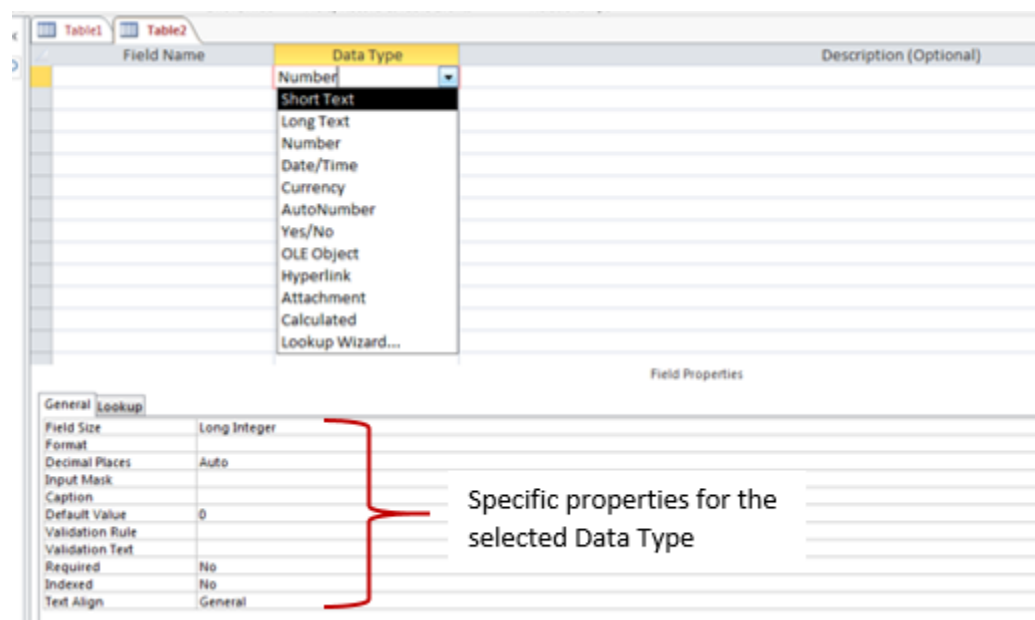 Table1 Table2
Field Name Data Type Description (Optional)
Number
Short Text
Long Text
Number
Date/Time
Currency
AutoNumber
Yes/No
OLE Object
Hyperlink
Attachment
Calculated
Lookup Wizard...
Field Properties
General Lookup
Field Size Long Integer
Format
Decimal Places Auto
Input Mask
Caption
Default Value 0
Validation Rule
Validation Text
Required No
Indexed No
Text Align General
Specific properties for the
selected Data Type